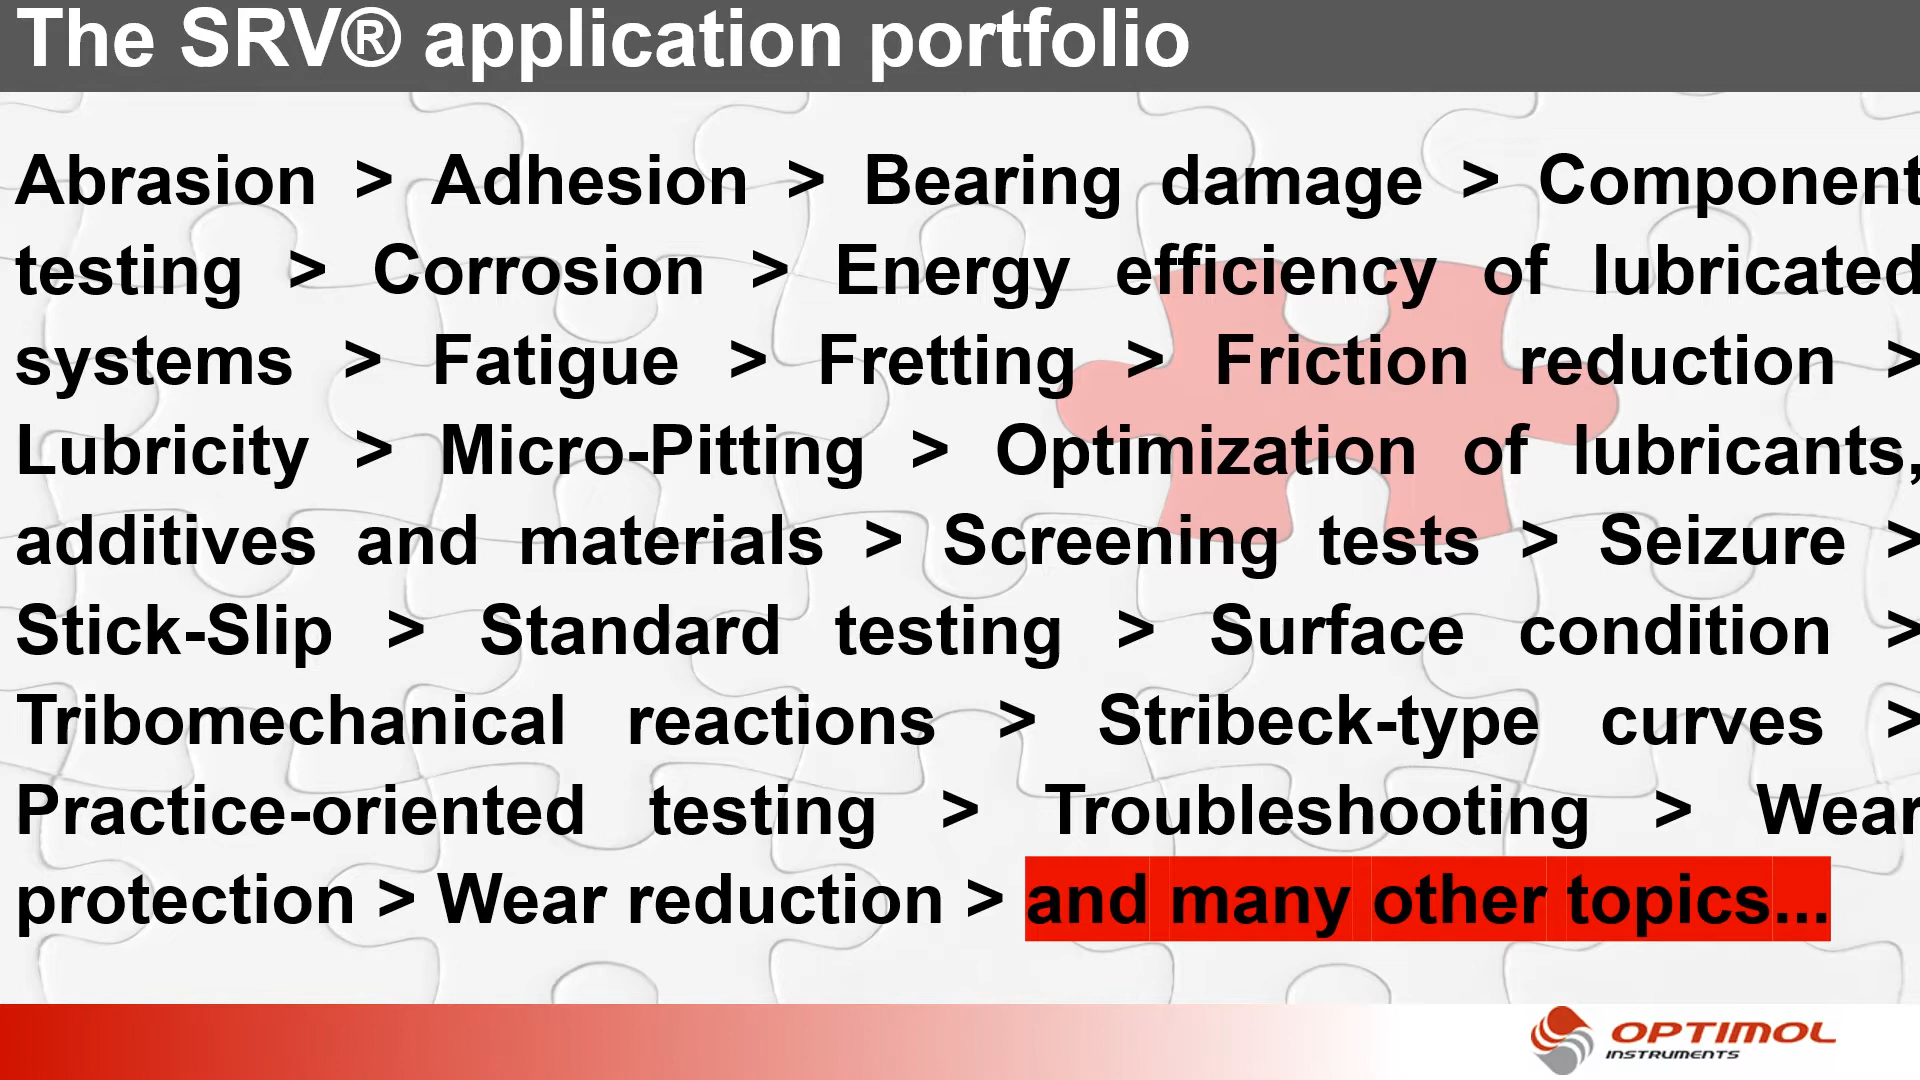 The SRV® application portfolio
Abrasion > Adhesion > Bearing damage > Component
testing > Corrosion > Energy efficiency of lubricated
systems > Fatigue > Fretting > Friction reduction >
Lubricity > Micro-Pitting > Optimization of lubricants,
additives and materials > Screening tests > Seizure >
Stick-Slip > Standard testing > Surface condition >
Tribomechanical reactions > Stribeck-type curves >
Practice-oriented testing > Troubleshooting > Wear
protection > Wear reduction > and many other topics...
OPTIMOL
INSTRUMENTS